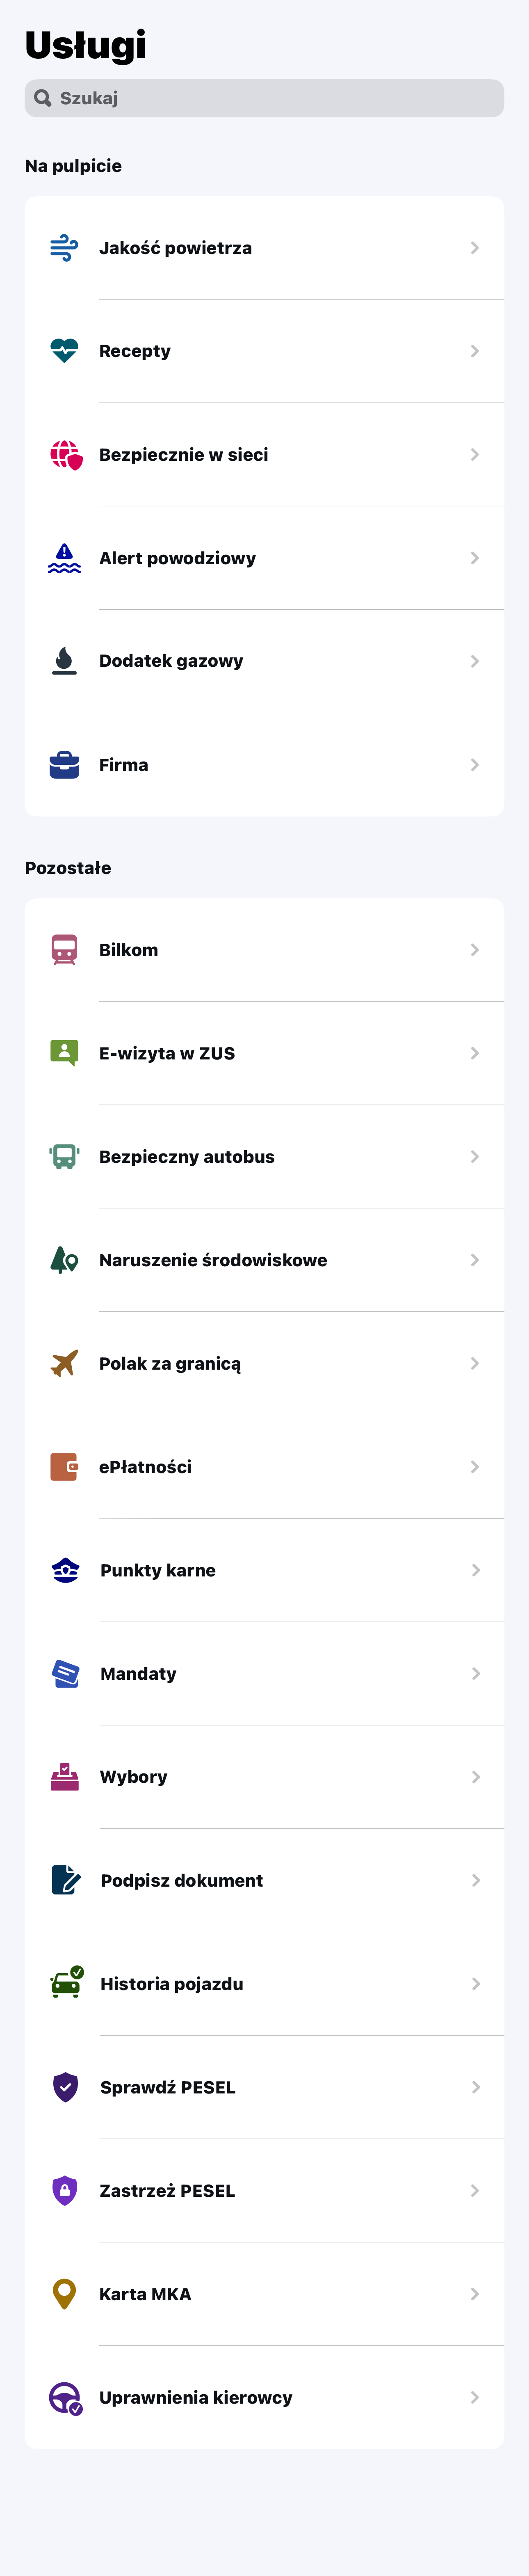 Usługi
Szukaj
Na pulpicie
Jakość powietrza
Recepty
Bezpiecznie w sieci
Alert powodziowy
Dodatek gazowy
Firma
Pozostałe
Bilkom
E-wizyta w ZUS
Bezpieczny autobus
Naruszenie środowiskowe
Polak za granicą
ePłatności
Punkty karne
Mandaty
Wybory
Podpisz dokument
Historia pojazdu
Sprawdź PESEL
Zastrzeż PESEL
Karta MKA
Uprawnienia kierowcy